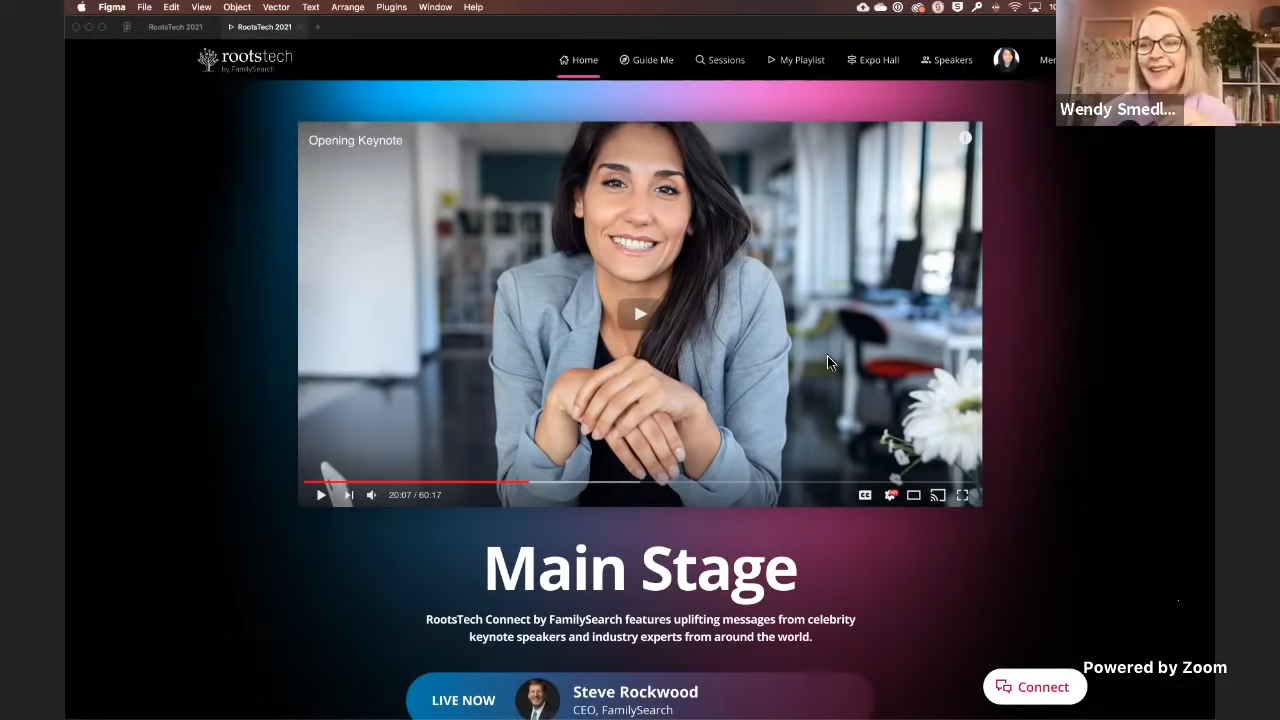 Figma File Edit View Object Vector Text Arrange Plugins Window Help
RootsTech 2021 RootsTech 2021
rootstech
by FamilySearch
Home Guide Me Sessions My Playlist Expo Hall Speakers
Wendy Smedl...
Opening Keynote
20:07 / 60:17
CC
HD
Main Stage
RootsTech Connect by FamilySearch features uplifting messages from celebrity
keynote speakers and industry experts from around the world.
LIVE NOW
Steve Rockwood
CEO, FamilySearch
Connect
Powered by Zoom